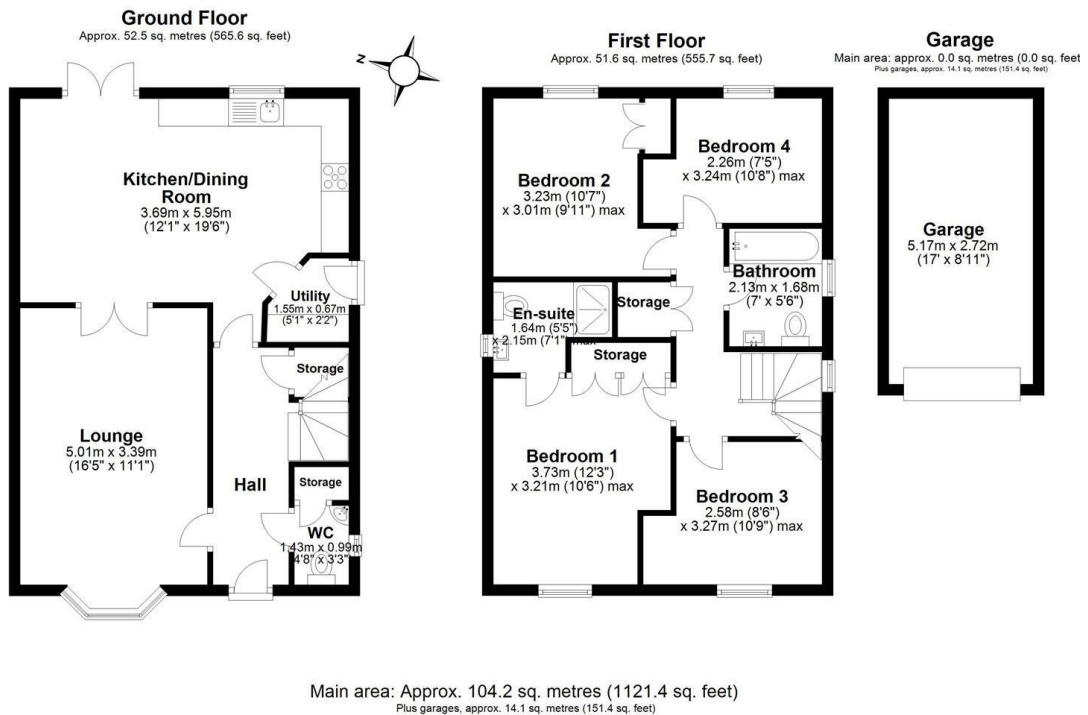 Ground Floor
Approx. 52.5 sq. metres (565.6 sq. feet)
N
Kitchen/Dining
Room
3.69m x 5.95m
(12'1" x 19'6")
Utility
1.55m x 0.67m
(5'1" x 2'2")
Storage
Lounge
5.01m x 3.39m
(16'5" x 11'1")
Hall
Storage
WC
1.43m x 0.99m
(4'8" x 3'3")
First Floor
Approx. 51.6 sq. metres (555.7 sq. feet)
Bedroom 2
3.23m (10'7")
x 3.01m (9'11") max
Bedroom 4
2.26m (7'5")
x 3.24m (10'8") max
Bathroom
2.13m x 1.68m
(7' x 5'6")
En-suite
1.64m (5'5")
x 2.15m (7'1") max
Storage
Storage
Bedroom 1
3.73m (12'3")
x 3.21m (10'6") max
Bedroom 3
2.58m (8'6")
x 3.27m (10'9") max
Garage
Main area: approx. 0.0 sq. metres (0.0 sq. feet
Plus garages, approx. 14.1 sq. metres (151.4 sq. feet)
Garage
5.17m x 2.72m
(17' x 8'11")
Main area: Approx. 104.2 sq. metres (1121.4 sq. feet)
Plus garages, approx. 14.1 sq. metres (151.4 sq. feet)